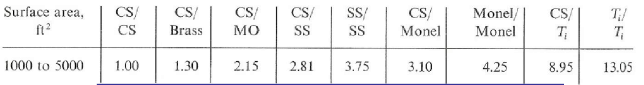 Surface area, CS/ CS/ CS/ CS/ SS/ CS/ Monel/ CS/ Tᵢ/
ft² CS Brass MO SS SS Monel Monel Tᵢ Tᵢ
1000 to 5000 1.00 1.30 2.15 2.81 3.75 3.10 4.25 8.95 13.05